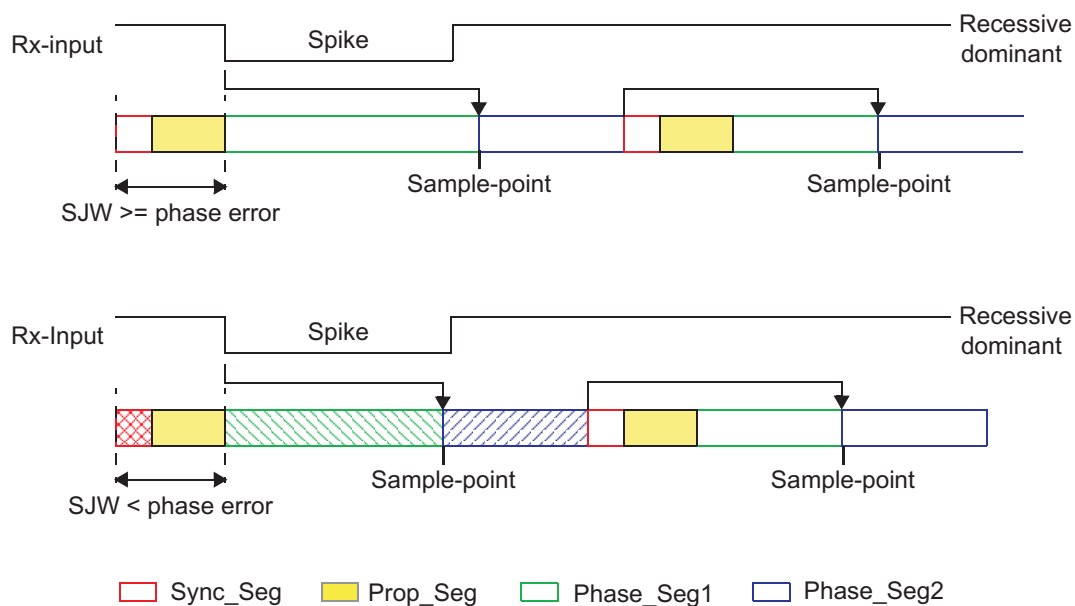 Rx-input
Spike
Recessive
dominant
Sample-point
Sample-point
SJW >= phase error
Rx-Input
Spike
Recessive
dominant
Sample-point
Sample-point
SJW < phase error
Sync_Seg
Prop_Seg
Phase_Seg1
Phase_Seg2